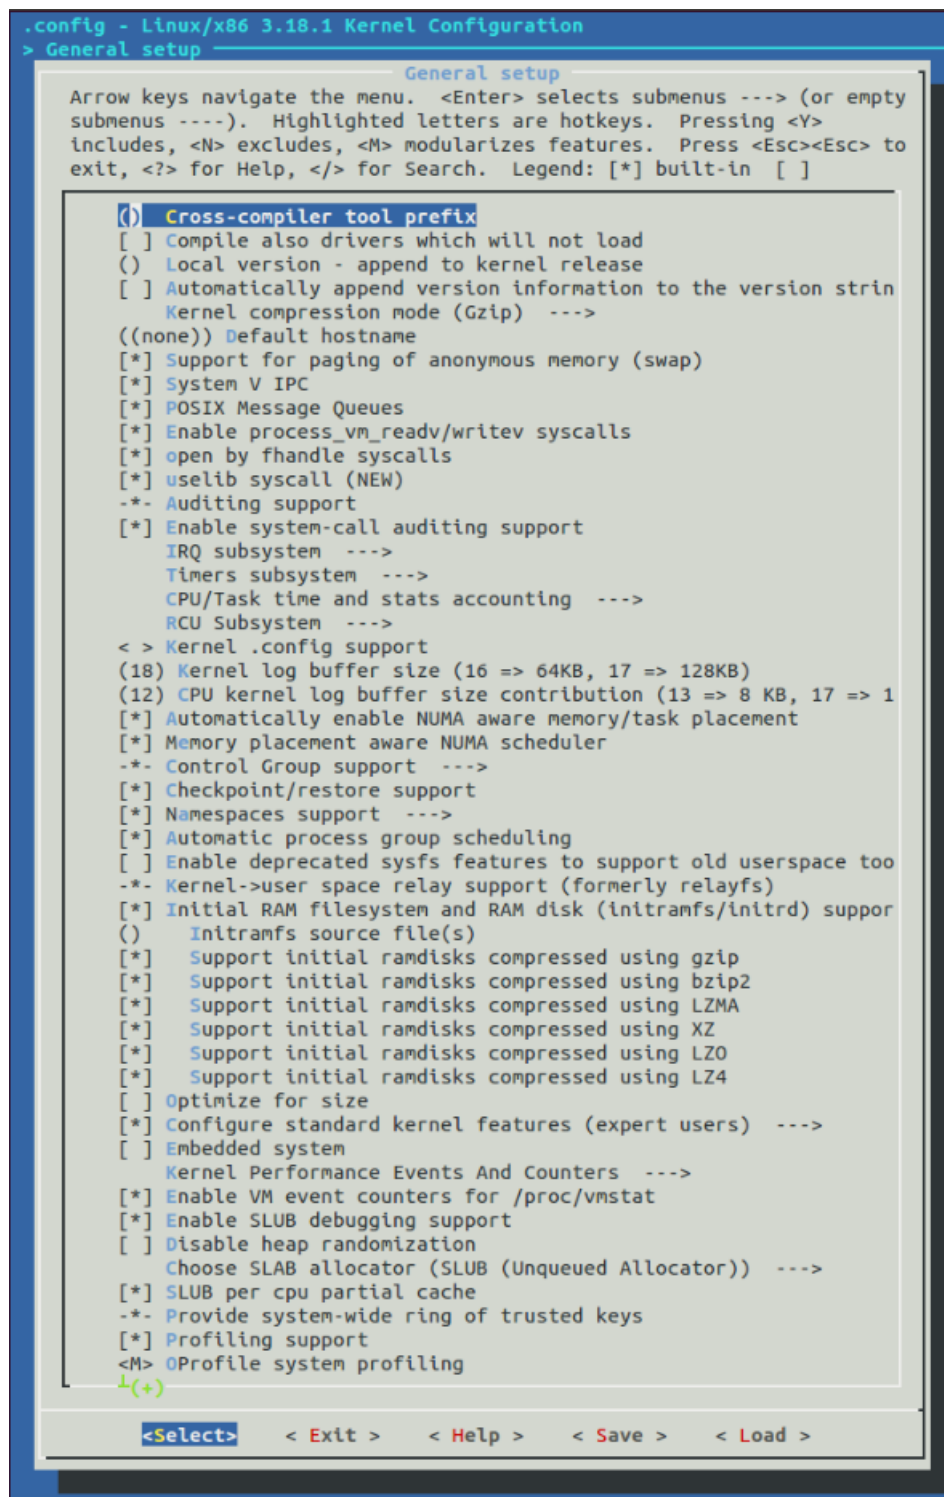 .config - Linux/x86 3.18.1 Kernel Configuration
> General setup
General setup
Arrow keys navigate the menu.  <Enter> selects submenus ---> (or empty
submenus ----).  Highlighted letters are hotkeys.  Pressing <Y>
includes, <N> excludes, <M> modularizes features.  Press <Esc><Esc> to
exit, <?> for Help, </> for Search.  Legend: [*] built-in  [ ]
()  Cross-compiler tool prefix
[ ] Compile also drivers which will not load
()  Local version - append to kernel release
[ ] Automatically append version information to the version strin
Kernel compression mode (Gzip)  --->
((none)) Default hostname
[*] Support for paging of anonymous memory (swap)
[*] System V IPC
[*] POSIX Message Queues
[*] Enable process_vm_readv/writev syscalls
[*] open by fhandle syscalls
[*] uselib syscall (NEW)
-*- Auditing support
[*] Enable system-call auditing support
IRQ subsystem  --->
Timers subsystem  --->
CPU/Task time and stats accounting  --->
RCU Subsystem  --->
< > Kernel .config support
(18) Kernel log buffer size (16 => 64KB, 17 => 128KB)
(12) CPU kernel log buffer size contribution (13 => 8 KB, 17 => 1
[*] Automatically enable NUMA aware memory/task placement
[*] Memory placement aware NUMA scheduler
-*- Control Group support  --->
[*] Checkpoint/restore support
[*] Namespaces support  --->
[*] Automatic process group scheduling
[ ] Enable deprecated sysfs features to support old userspace too
-*- Kernel->user space relay support (formerly relayfs)
[*] Initial RAM filesystem and RAM disk (initramfs/initrd) suppor
()    Initramfs source file(s)
[*]   Support initial ramdisks compressed using gzip
[*]   Support initial ramdisks compressed using bzip2
[*]   Support initial ramdisks compressed using LZMA
[*]   Support initial ramdisks compressed using XZ
[*]   Support initial ramdisks compressed using LZO
[*]   Support initial ramdisks compressed using LZ4
[ ] Optimize for size
[*] Configure standard kernel features (expert users)  --->
[ ] Embedded system
Kernel Performance Events And Counters  --->
[*] Enable VM event counters for /proc/vmstat
[*] Enable SLUB debugging support
[ ] Disable heap randomization
Choose SLAB allocator (SLUB (Unqueued Allocator))  --->
[*] SLUB per cpu partial cache
-*- Provide system-wide ring of trusted keys
[*] Profiling support
<M> OProfile system profiling
┴(+)
<Select>    < Exit >    < Help >    < Save >    < Load >